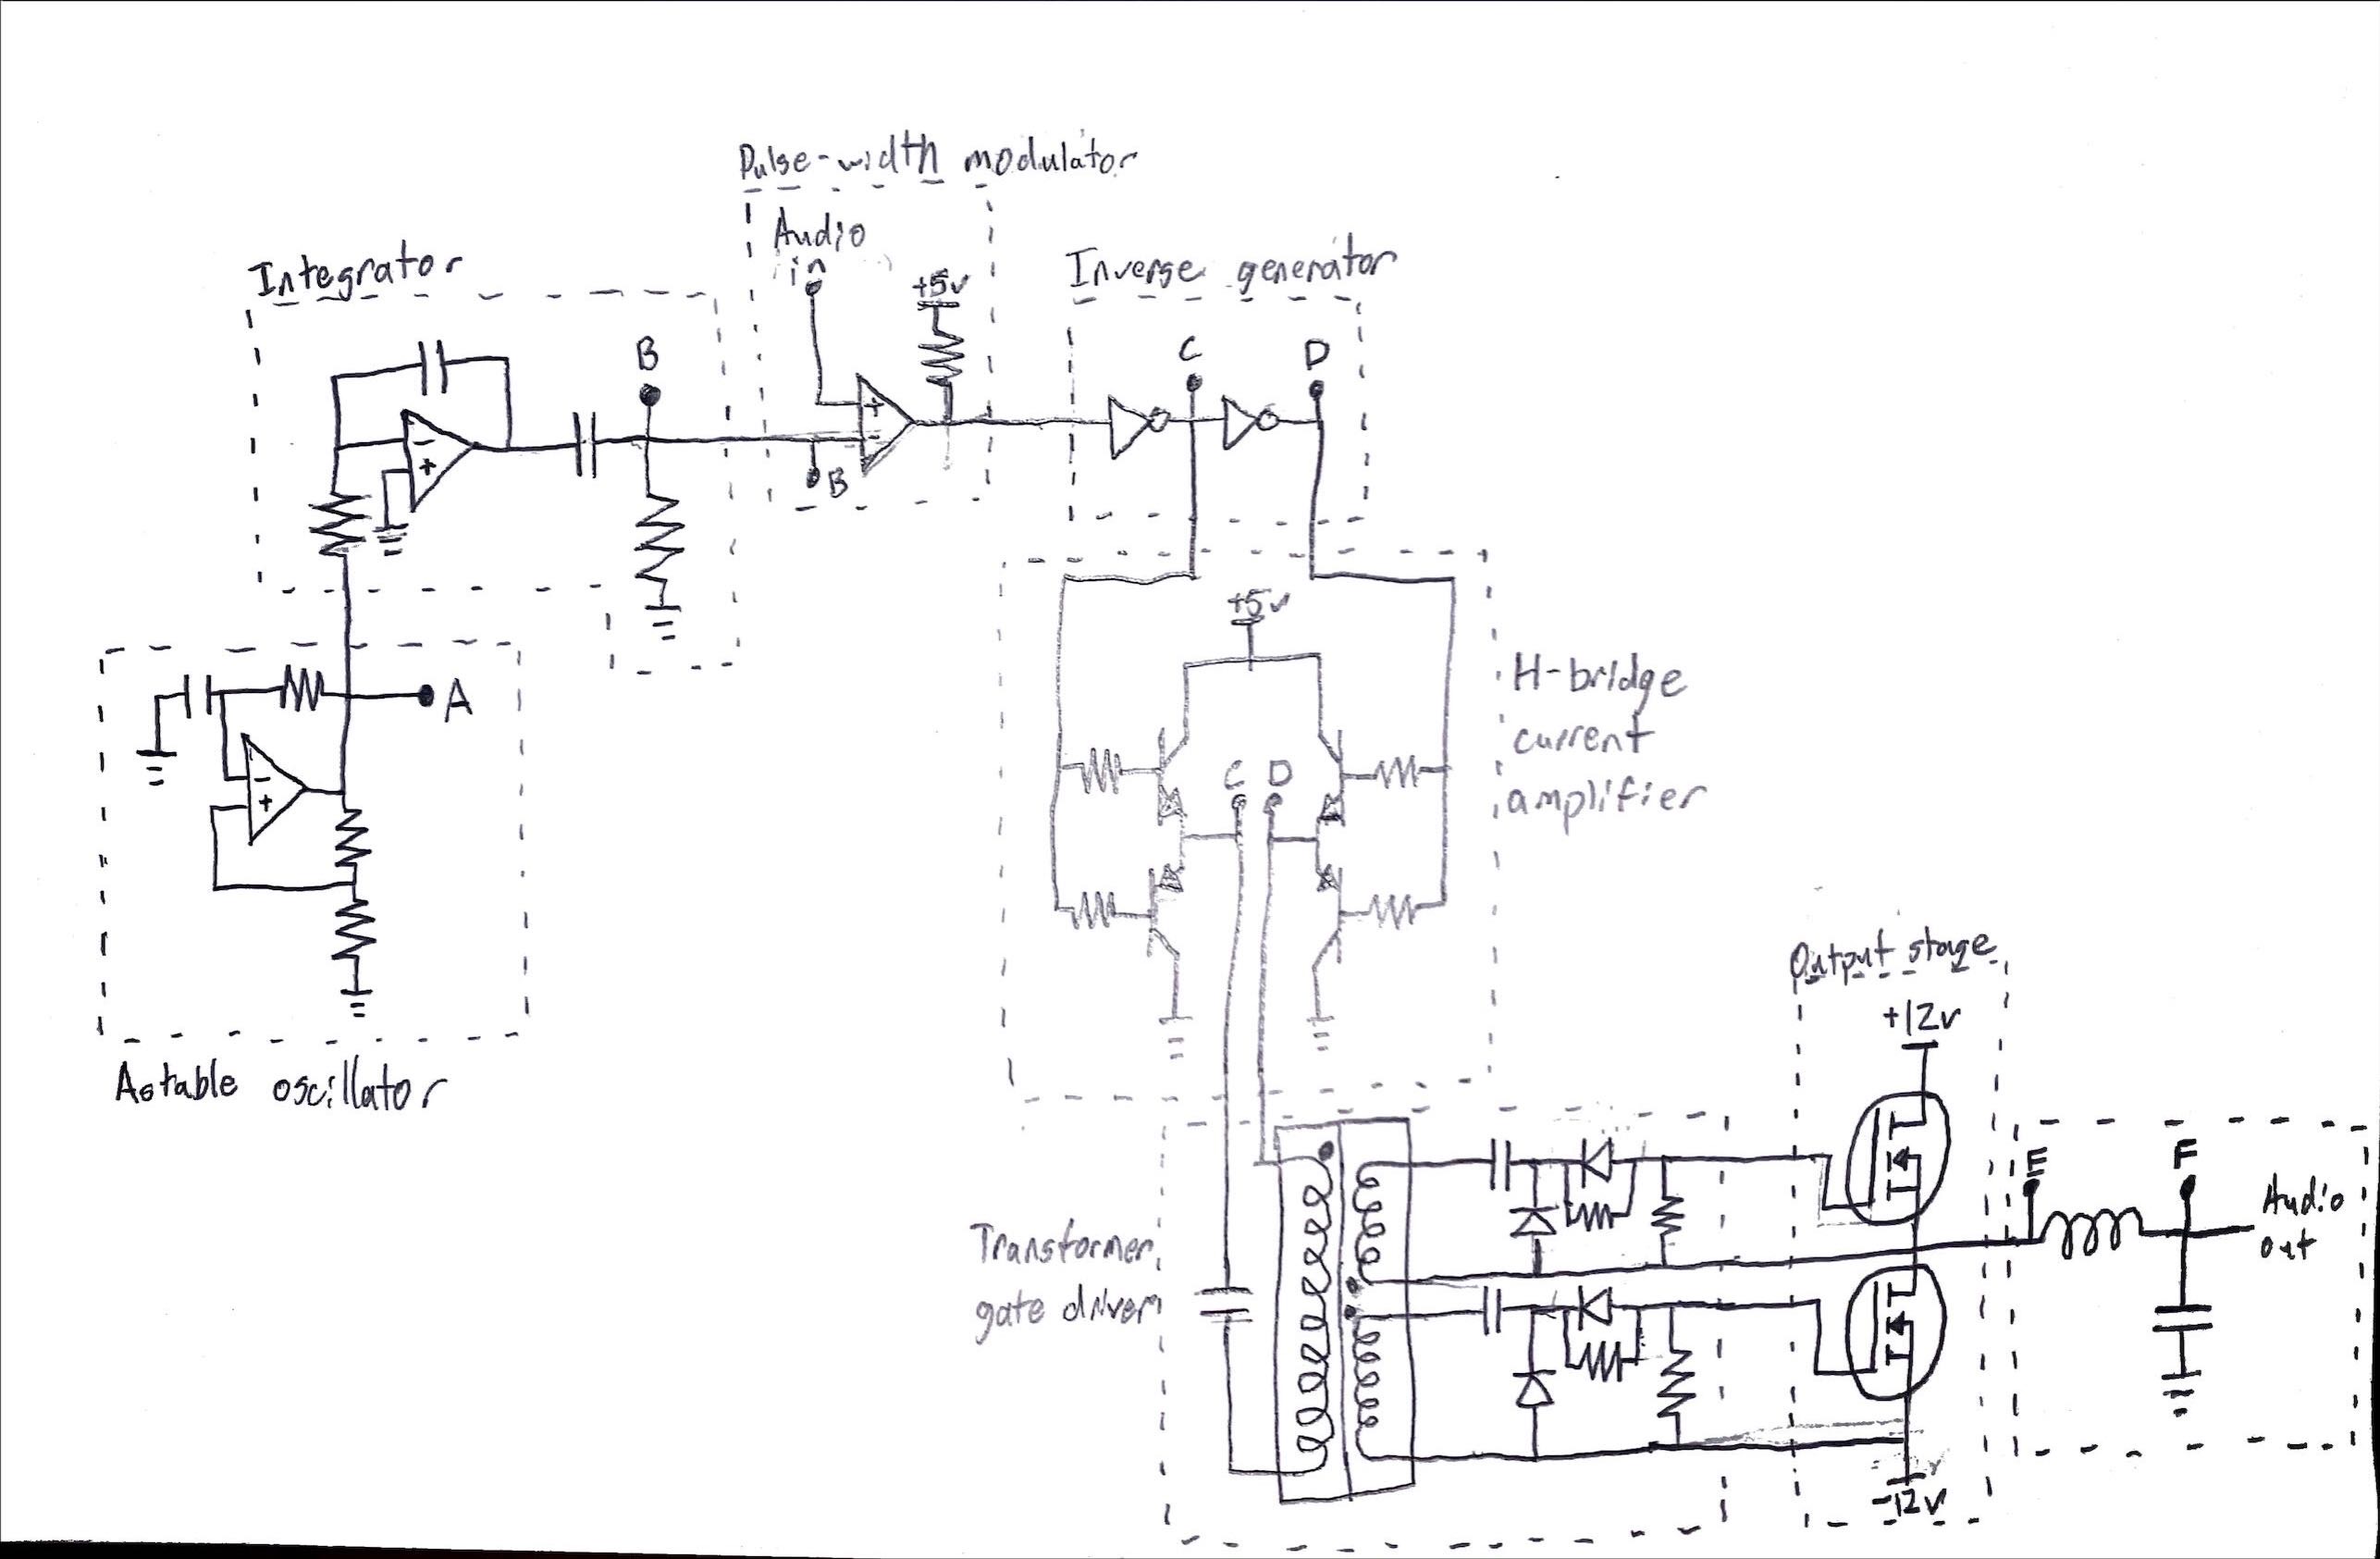 Pulse-width modulator
Audio
in
+5v
Integrator
Inverse generator
B
C
D
+
-
B
-
+
+5v
H-bridge
current
amplifier
A
C D
-
+
Output stage
+12v
Astable oscillator
E
F
Audio
out
Transformer
gate driver
-12v